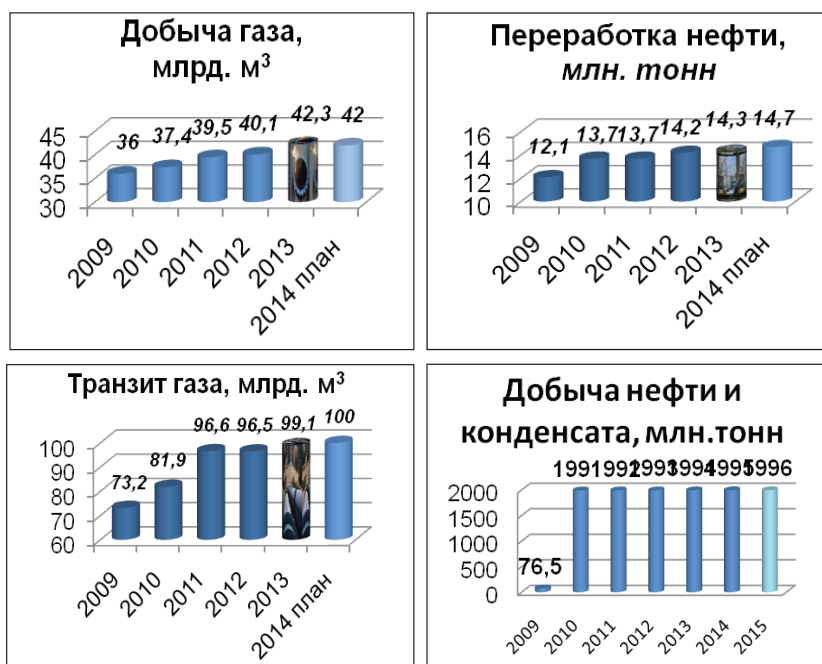 Добыча газа,
млрд. м³
36 37,4 39,5 40,1 42,3 42
45
40
35
30
2009 2010 2011 2012 2013 2014 план
Переработка нефти,
млн. тонн
12,1 13,7 13,7 14,2 14,3 14,7
16
14
12
10
2009 2010 2011 2012 2013 2014 план
Транзит газа, млрд. м³
73,2 81,9 96,6 96,5 99,1 100
100
90
80
70
60
2009 2010 2011 2012 2013 2014 план
Добыча нефти и
конденсата, млн.тонн
76,5 1991 1992 1993 1994 1995 1996
2000
1500
1000
500
0
2009 2010 2011 2012 2013 2014 2015